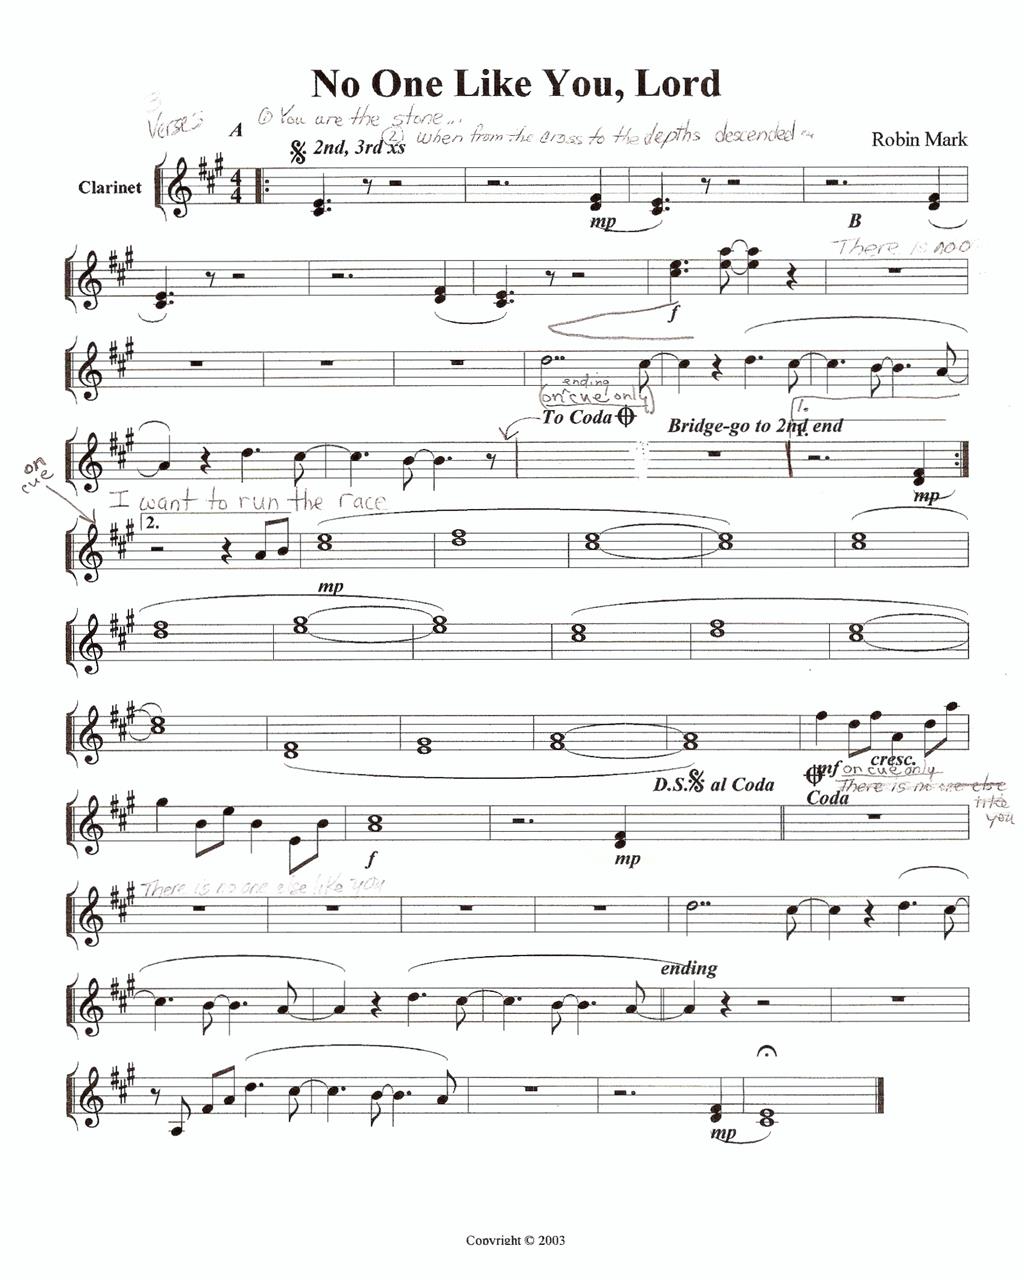 No One Like You, Lord
3
Verses A ① You are the stone...
② when from the cross to the depths descended
2nd, 3rd xs Robin Mark
Clarinet
mp B
There is noo
f
ending
on cue only 1.
To Coda Bridge-go to 2nd end
1.
on cue mp
I want to run the race
2.
mp
cresc.
mf on cue only
D.S. al Coda There is no one else
Coda like
you
f mp
There is no one else like you
ending
mp
Copyright © 2003